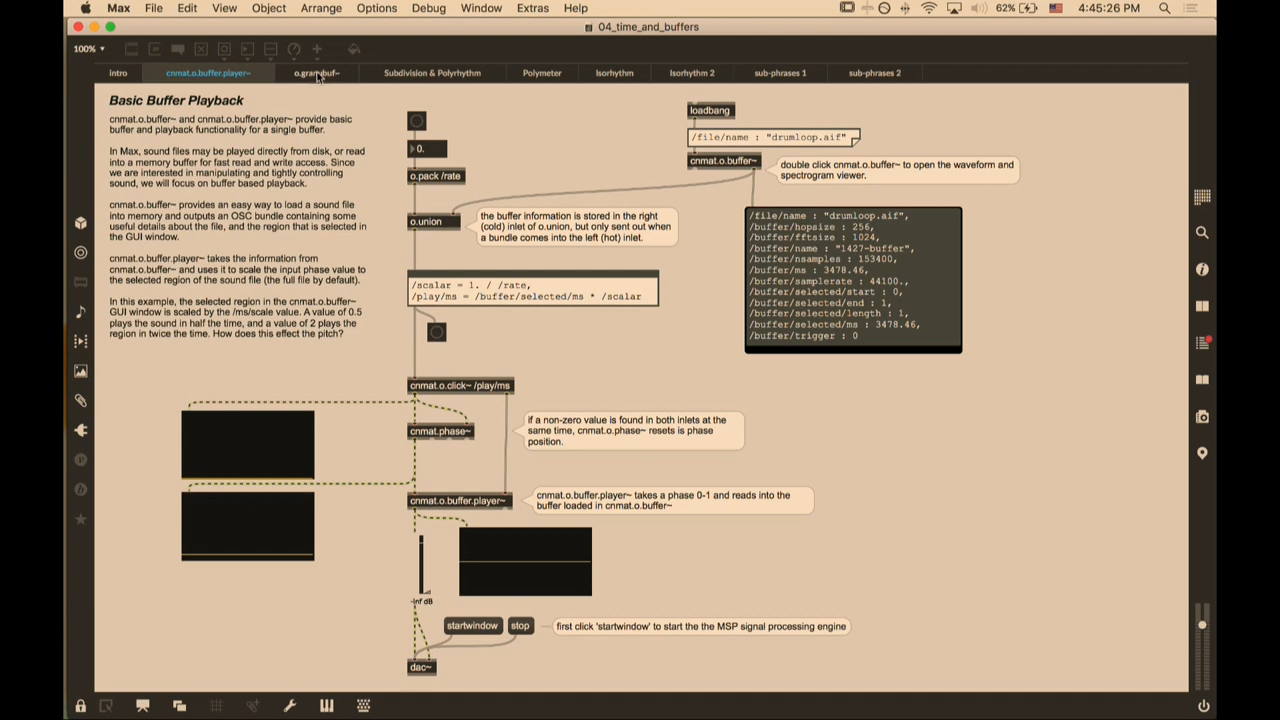 Max File Edit View Object Arrange Options Debug Window Extras Help
62% 4:45:26 PM
04_time_and_buffers
100%
Intro cnmat.o.buffer.player~ Subdivision & Polyrhythm Polymeter Isorhythm Isorhythm 2 sub-phrases 1 sub-phrases 2
Basic Buffer Playback
cnmat.o.buffer~ and cnmat.o.buffer.player~ provide basic
buffer and playback functionality for a single buffer.
In Max, sound files may be played directly from disk, or read
into a memory buffer for fast read and write access. Since
we are interested in manipulating and tightly controlling
sound, we will focus on buffer based playback.
cnmat.o.buffer~ provides an easy way to load a sound file
into memory and outputs an OSC bundle containing some
useful details about the file, and the region that is selected in
the GUI window.
cnmat.o.buffer.player~ takes the information from
cnmat.o.buffer~ and uses it to scale the input phase value to
the selected region of the sound file (the full file by default).
In this example, the selected region in the cnmat.o.buffer~
GUI window is scaled by the /ms/scale value. A value of 0.5
plays the sound in half the time, and a value of 2 plays the
region in twice the time. How does this effect the pitch?
0.
o.pack /rate
o.union
the buffer information is stored in the right
(cold) inlet of o.union, but only sent out when
a bundle comes into the left (hot) inlet.
/scalar = 1. / /rate,
/play/ms = /buffer/selected/ms * /scalar
loadbang
/file/name : "drumloop.aif"
cnmat.o.buffer~
double click cnmat.o.buffer~ to open the waveform and
spectrogram viewer.
/file/name : "drumloop.aif",
/buffer/hopsize : 256,
/buffer/fftsize : 1024,
/buffer/name : "1427-buffer",
/buffer/nsamples : 153400,
/buffer/ms : 3478.46,
/buffer/samplerate : 44100.,
/buffer/selected/start : 0,
/buffer/selected/end : 1,
/buffer/selected/length : 1,
/buffer/selected/ms : 3478.46,
/buffer/trigger : 0
cnmat.o.click~ /play/ms
cnmat.phase~
if a non-zero value is found in both inlets at the
same time, cnmat.o.phase~ resets is phase
position.
cnmat.o.buffer.player~
cnmat.o.buffer.player~ takes a phase 0-1 and reads into the
buffer loaded in cnmat.o.buffer~
-inf dB
startwindow stop
first click 'startwindow' to start the the MSP signal processing engine
dac~